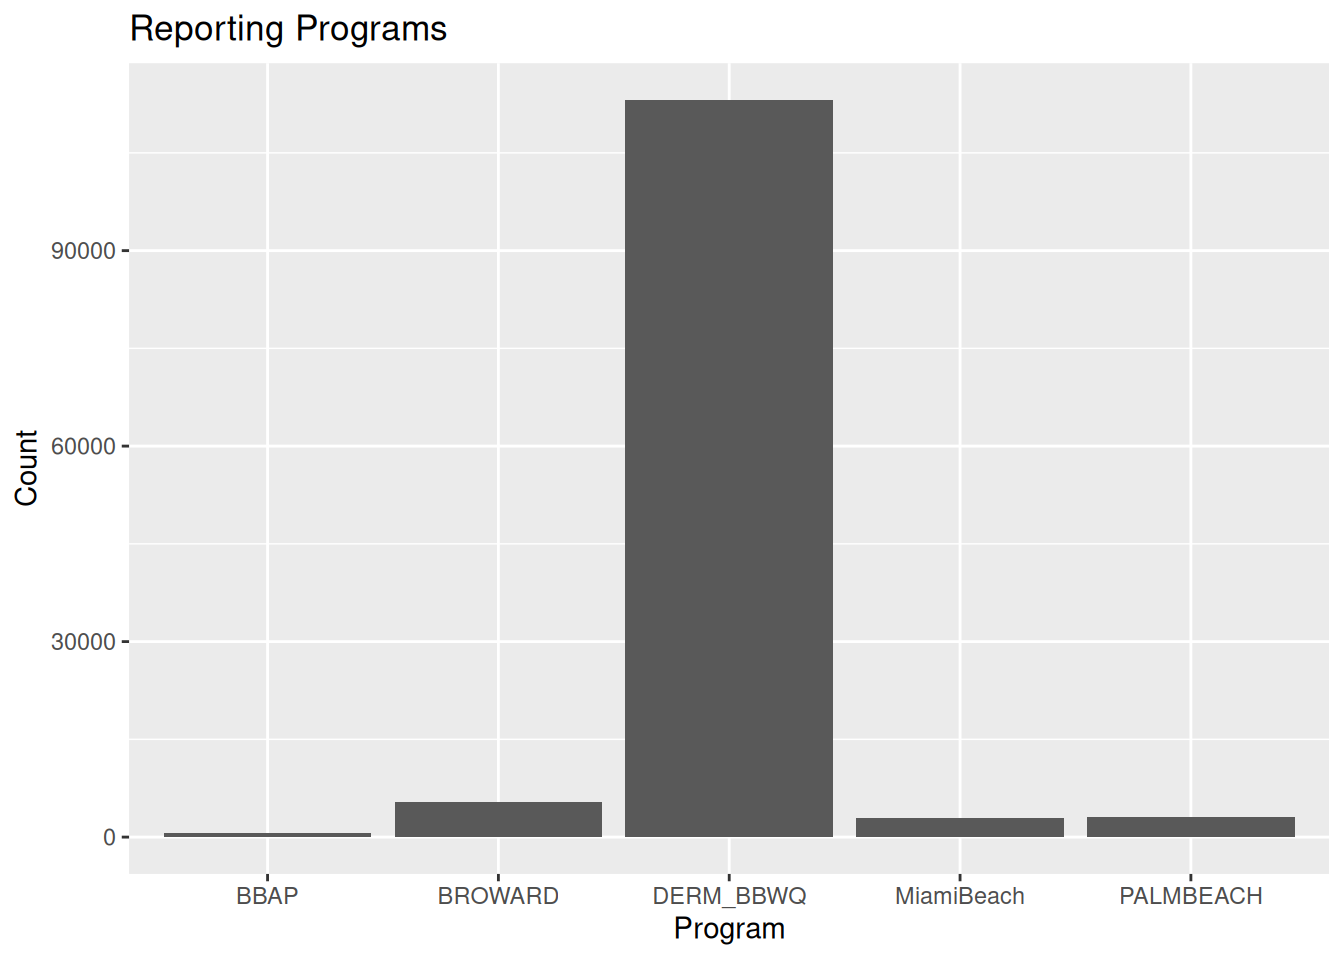 Reporting Programs
90000
60000
30000
0
Count
BBAP BROWARD DERM_BBWQ MiamiBeach PALMBEACH
Program